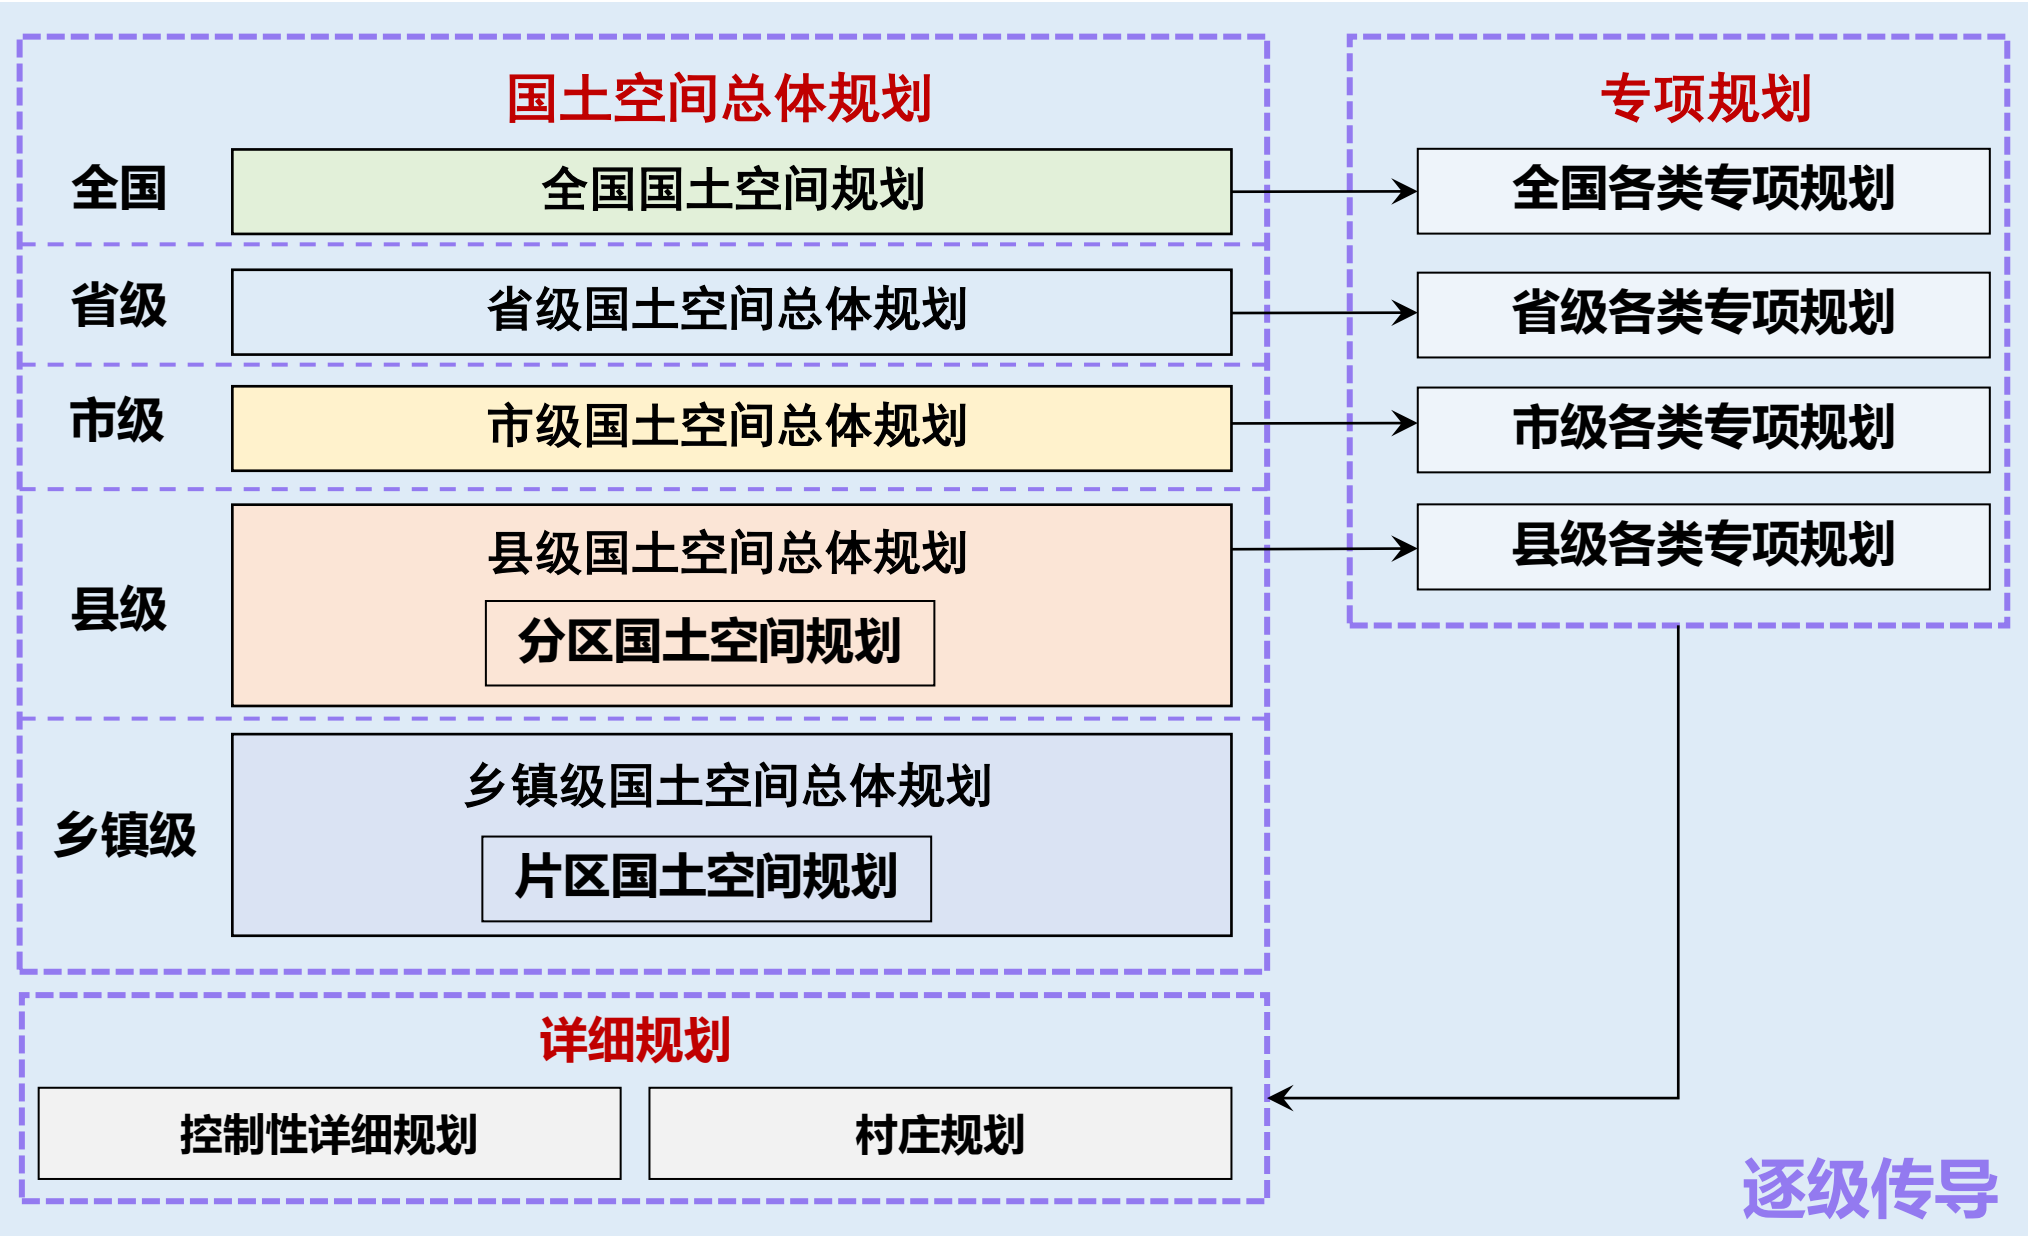 国土空间总体规划
专项规划
全国
全国国土空间规划
全国各类专项规划
省级
省级国土空间总体规划
省级各类专项规划
市级
市级国土空间总体规划
市级各类专项规划
县级国土空间总体规划
县级各类专项规划
县级
分区国土空间规划
乡镇级国土空间总体规划
乡镇级
片区国土空间规划
详细规划
控制性详细规划
村庄规划
逐级传导